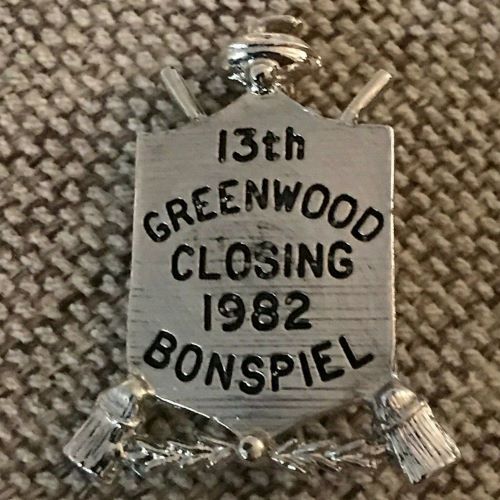 13th
GREENWOOD
CLOSING
1982
BONSPIEL